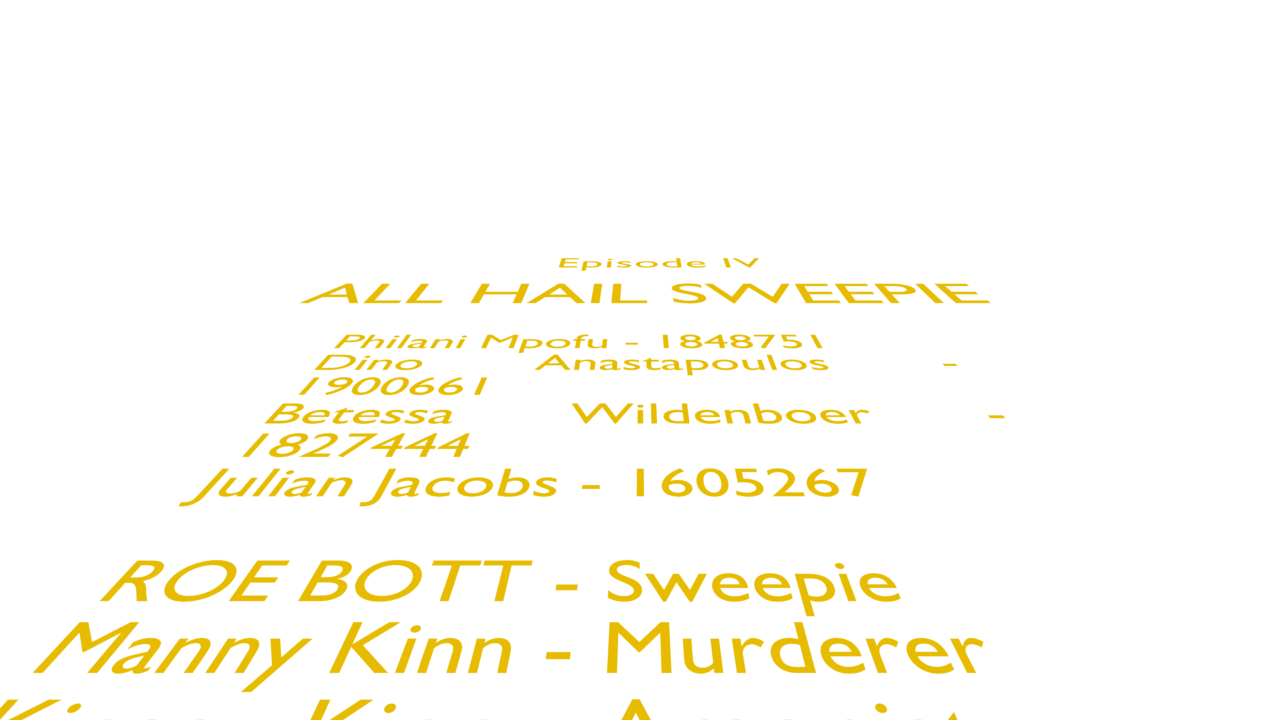 Episode IV
ALL HAIL SWEEPIE
Philani Mpofu - 1848751
Dino Anastapoulos -
1900661
Betessa Wildenboer -
1827444
Julian Jacobs - 1605267
ROE BOTT - Sweepie
Manny Kinn - Murderer
Kinn -